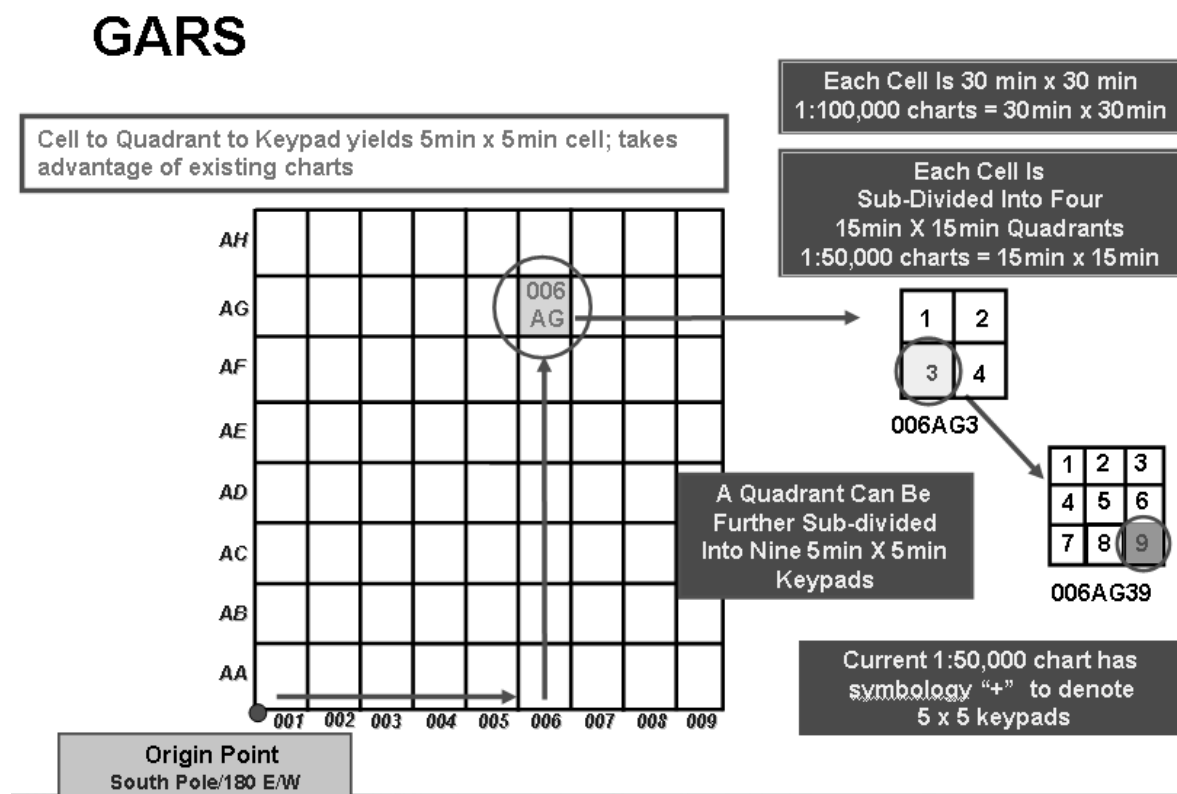 GARS
Each Cell Is 30 min x 30 min
1:100,000 charts = 30min x 30min
Cell to Quadrant to Keypad yields 5min x 5min cell; takes
advantage of existing charts
Each Cell Is
Sub-Divided Into Four
15min X 15min Quadrants
1:50,000 charts = 15min x 15min
AH
AG
AF
AE
AD
AC
AB
AA
006
AG
001 002 003 004 005 006 007 008 009
Origin Point
South Pole/180 E/W
1 2
3 4
006AG3
A Quadrant Can Be
Further Sub-divided
Into Nine 5min X 5min
Keypads
1 2 3
4 5 6
7 8 9
006AG39
Current 1:50,000 chart has
symbology “+” to denote
5 x 5 keypads